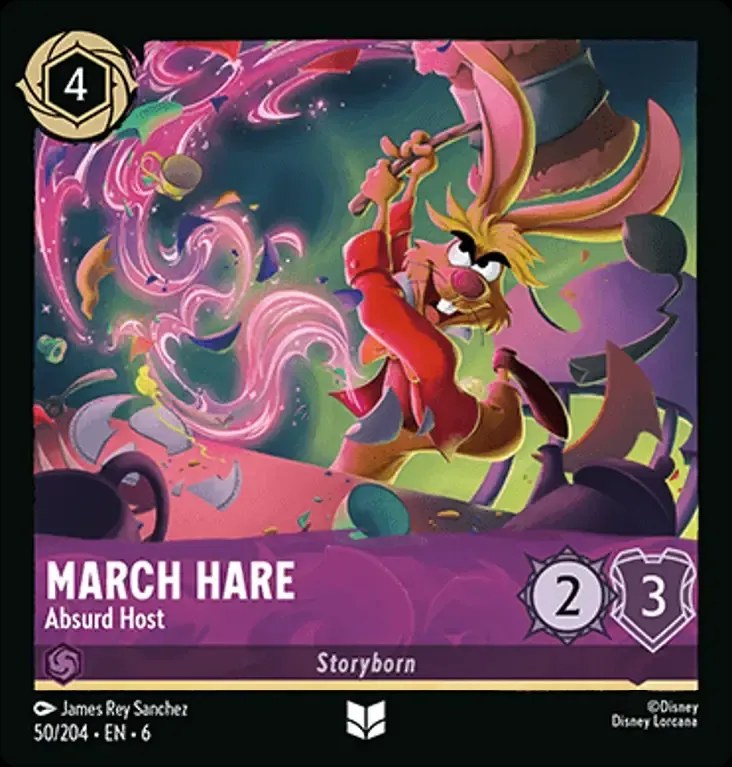 4
MARCH HARE
Absurd Host
2
3
Storyborn
James Rey Sanchez
50/204 • EN • 6
©Disney
Disney Lorcana